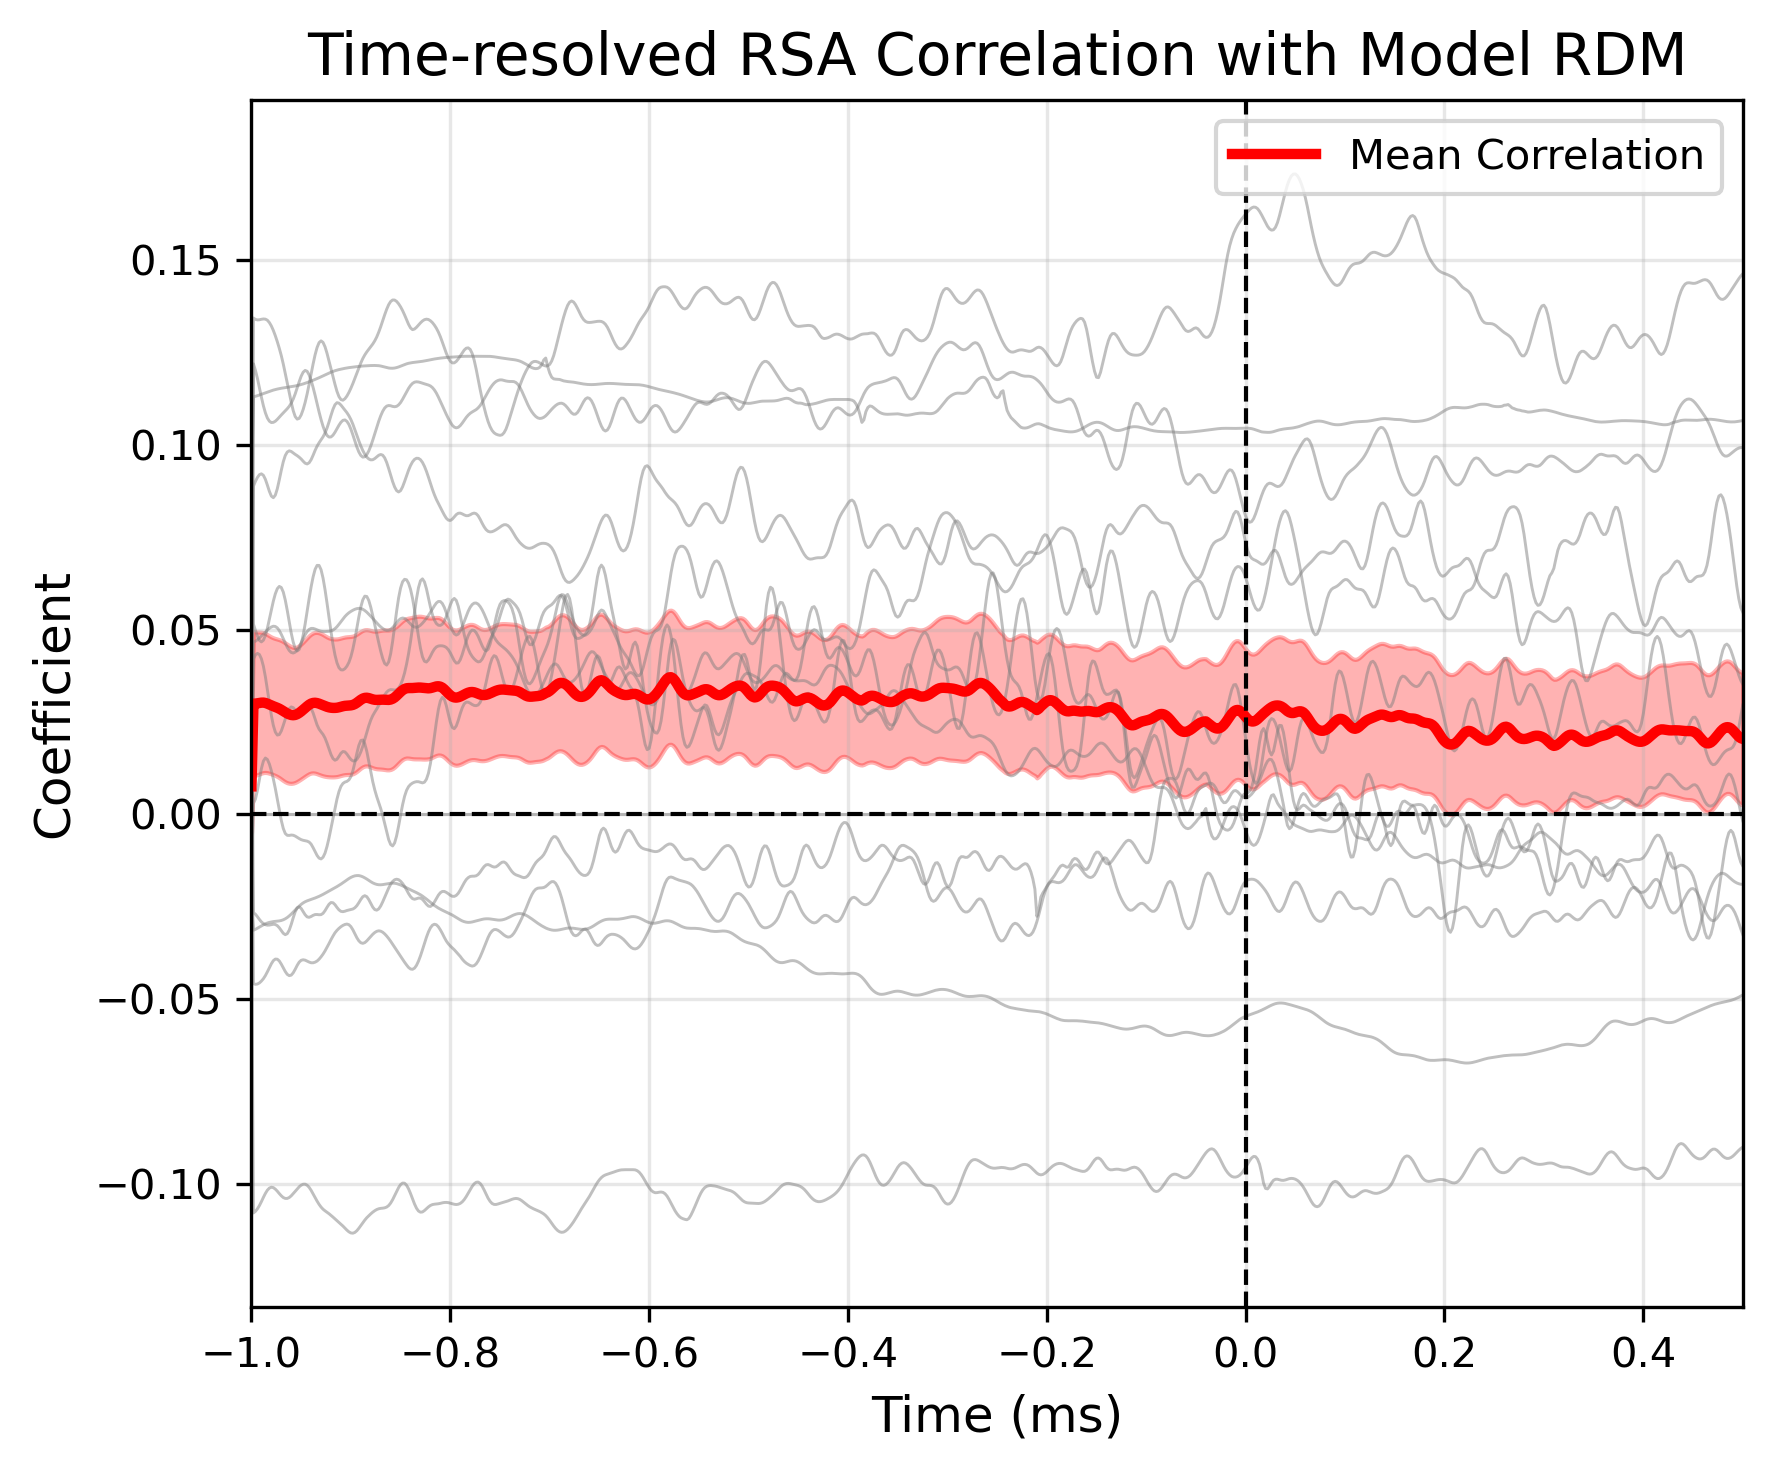 Time-resolved RSA Correlation with Model RDM
Mean Correlation
Coefficient
0.15
0.10
0.05
0.00
−0.05
−0.10
−1.0 −0.8 −0.6 −0.4 −0.2 0.0 0.2 0.4
Time (ms)